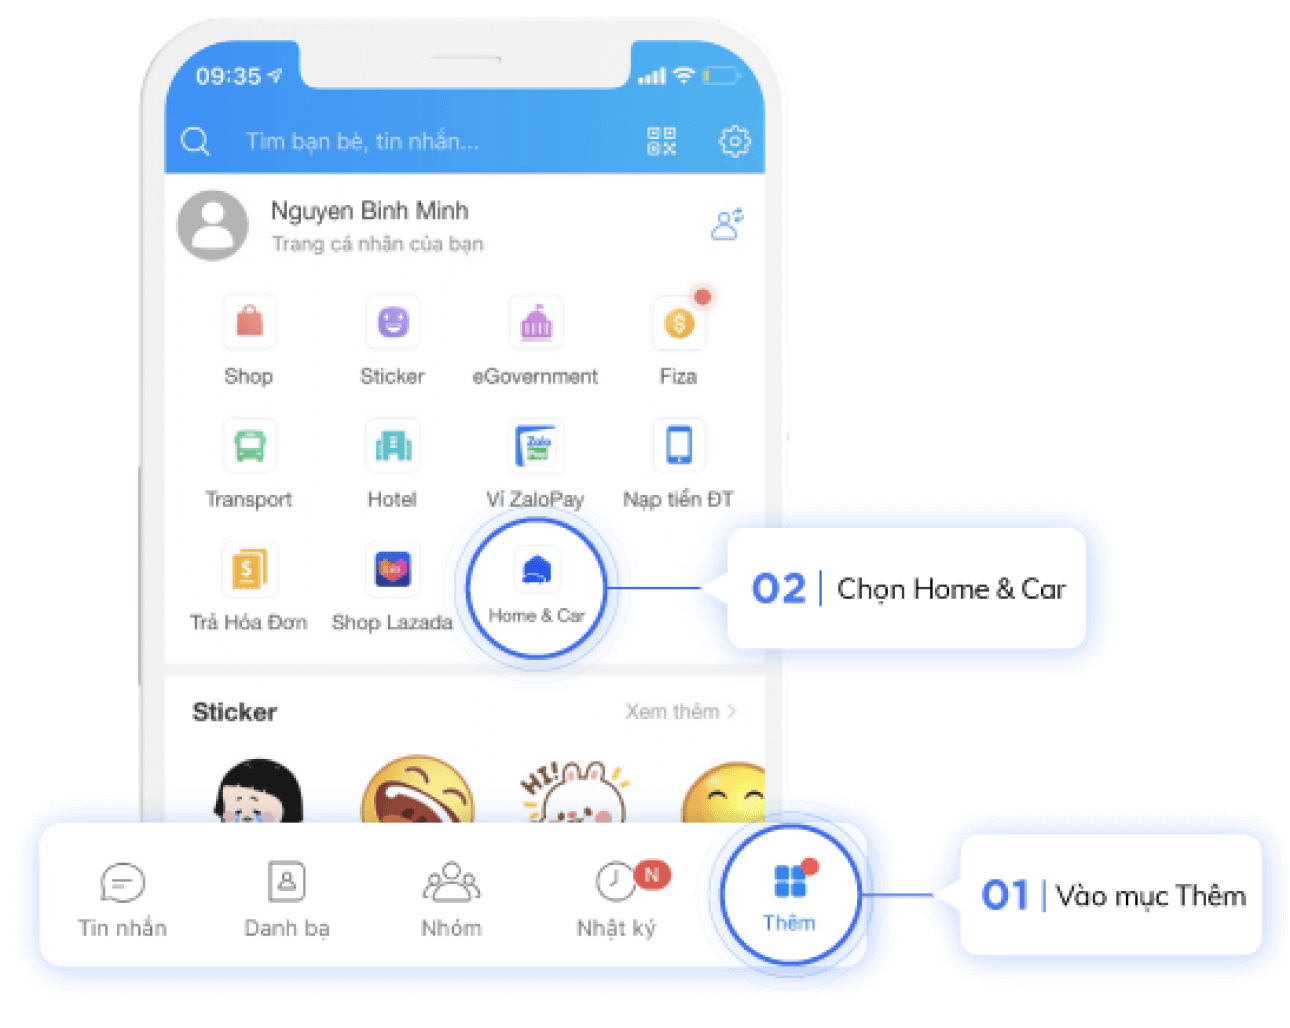 09:35
Tìm bạn bè, tin nhắn...
Nguyen Binh Minh
Trang cá nhân của bạn
Shop
Sticker
eGovernment
Fiza
Zalo
Pay
Transport
Hotel
Ví ZaloPay
Nạp tiền ĐT
Trả Hóa Đơn
Shop Lazada
Home & Car
02 | Chọn Home & Car
Sticker
Xem thêm >
HI!
N
Tin nhắn
Danh bạ
Nhóm
Nhật ký
Thêm
01 | Vào mục Thêm